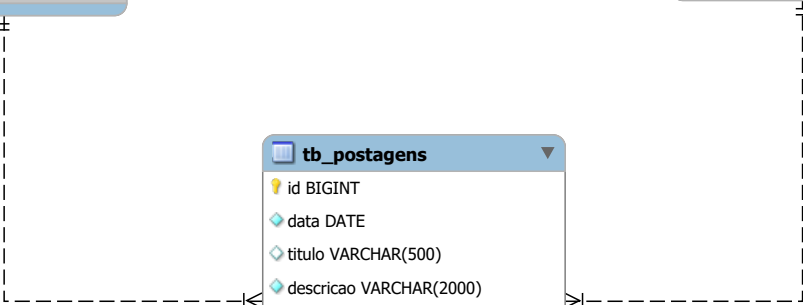 tb_postagens
id BIGINT
data DATE
titulo VARCHAR(500)
descricao VARCHAR(2000)